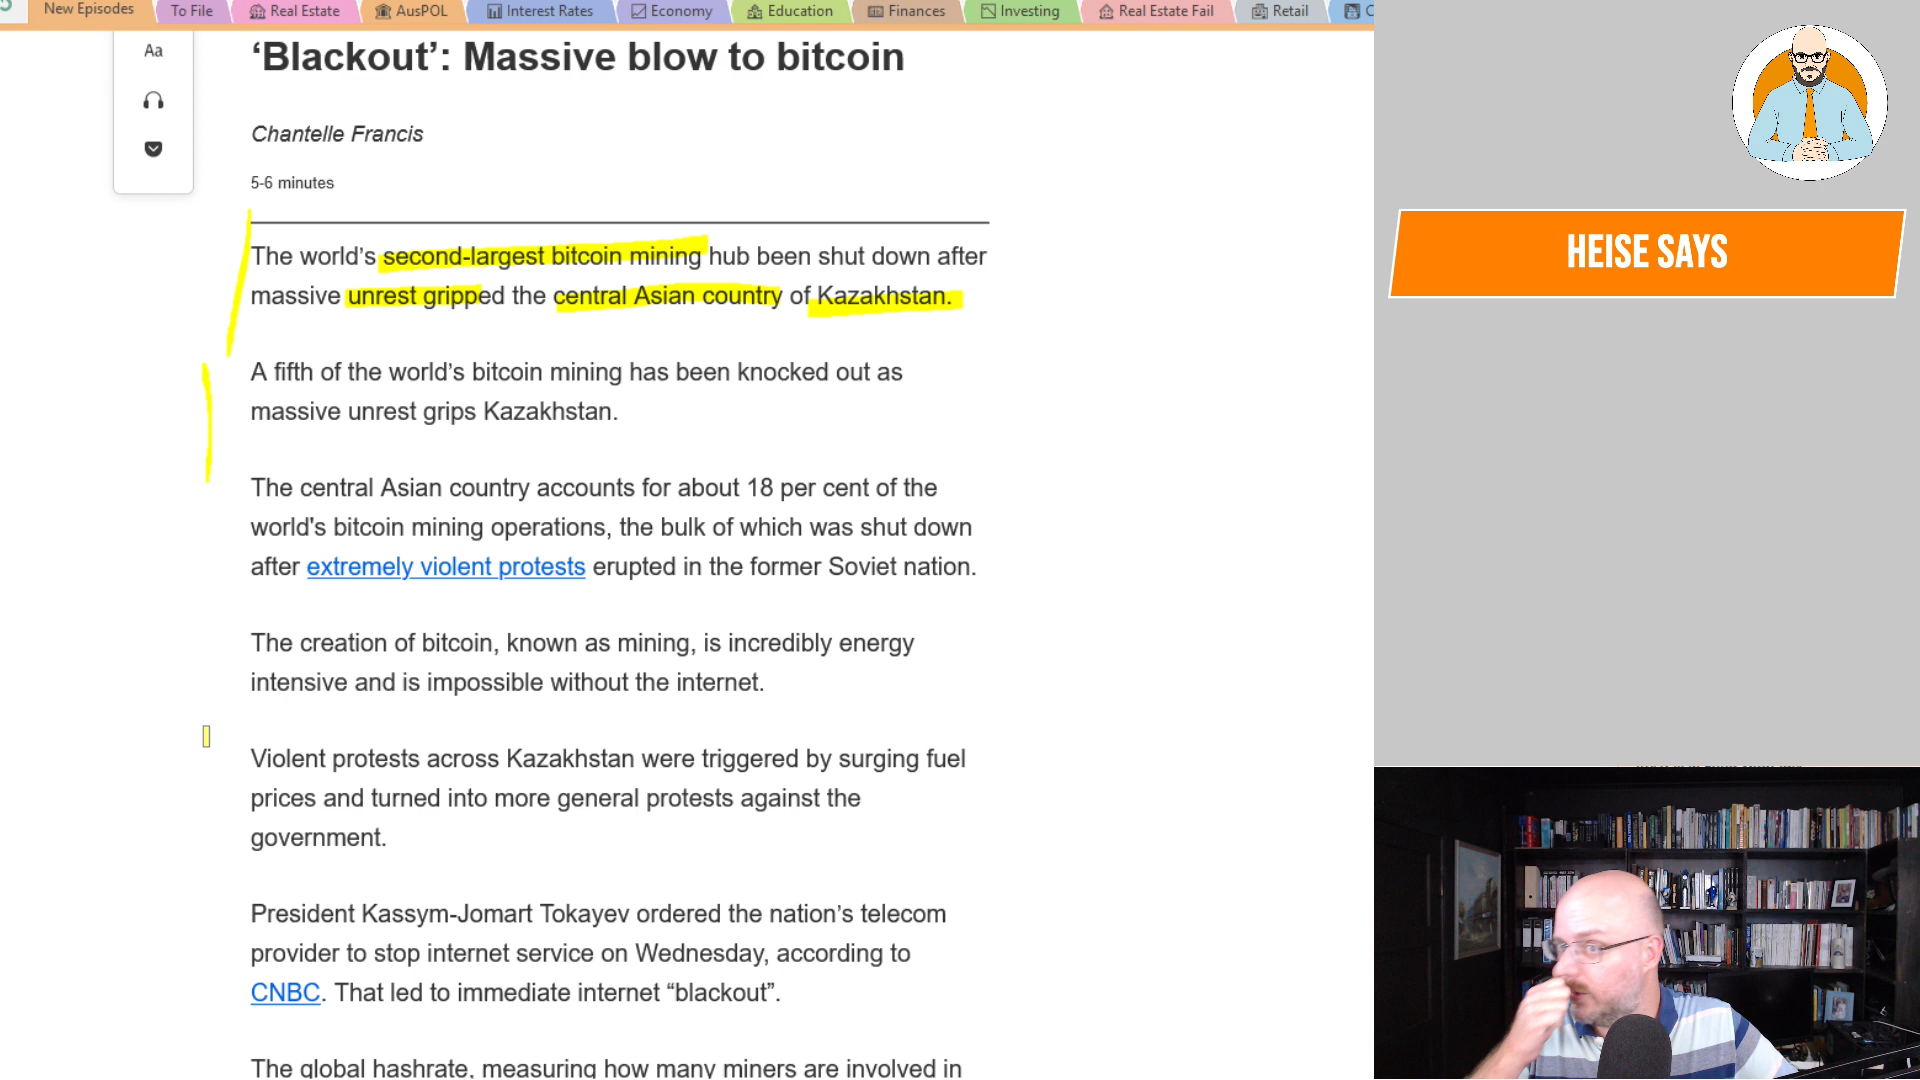 New Episodes
To File
Real Estate
AusPOL
Interest Rates
Economy
Education
Finances
Investing
Real Estate Fail
Retail
C
Aa
‘Blackout’: Massive blow to bitcoin
Chantelle Francis
5-6 minutes
The world’s second-largest bitcoin mining hub been shut down after
massive unrest gripped the central Asian country of Kazakhstan.
A fifth of the world’s bitcoin mining has been knocked out as
massive unrest grips Kazakhstan.
The central Asian country accounts for about 18 per cent of the
world's bitcoin mining operations, the bulk of which was shut down
after extremely violent protests erupted in the former Soviet nation.
The creation of bitcoin, known as mining, is incredibly energy
intensive and is impossible without the internet.
Violent protests across Kazakhstan were triggered by surging fuel
prices and turned into more general protests against the
government.
President Kassym-Jomart Tokayev ordered the nation’s telecom
provider to stop internet service on Wednesday, according to
CNBC. That led to immediate internet “blackout”.
The global hashrate, measuring how many miners are involved in
HEISE SAYS